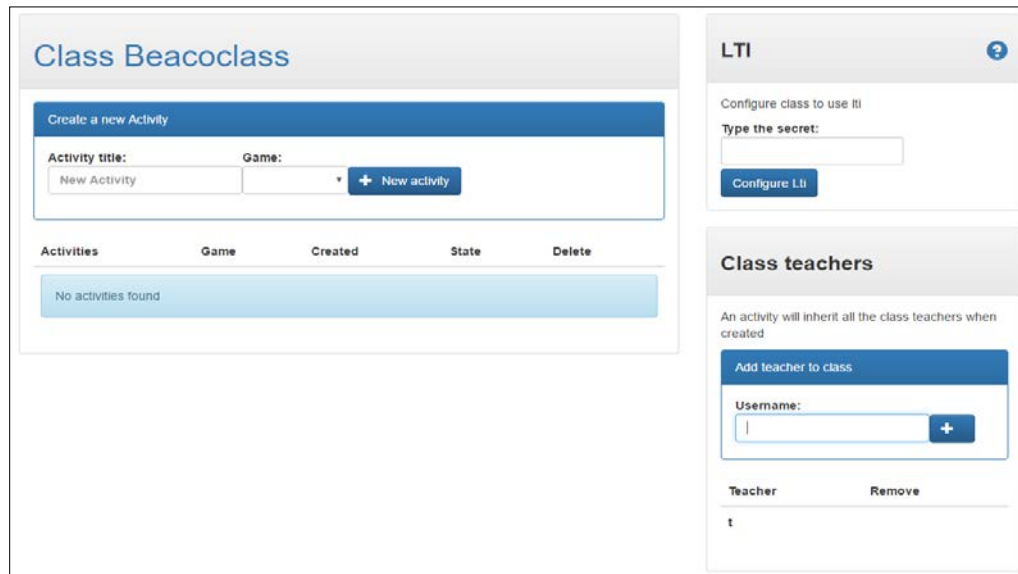 Class Beacoclass
Create a new Activity
Activity title: Game:
New Activity + New activity
Activities Game Created State Delete
No activities found
LTI ?
Configure class to use lti
Type the secret:
Configure Lti
Class teachers
An activity will inherit all the class teachers when
created
Add teacher to class
Username:
+
Teacher Remove
t